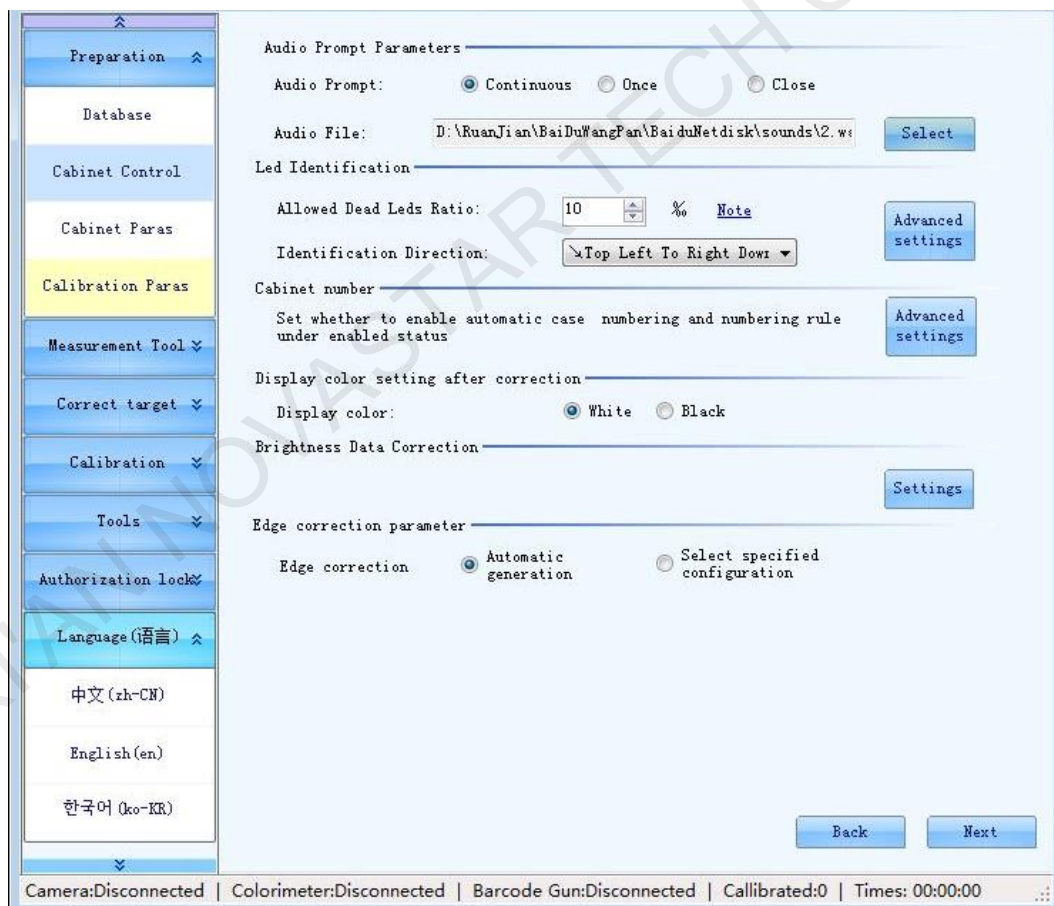 Preparation
Database
Cabinet Control
Cabinet Paras
Calibration Paras
Measurement Tool
Correct target
Calibration
Tools
Authorization lock
Language(语言)
中文(zh-CN)
English(en)
한국어(ko-KR)
Audio Prompt Parameters
Audio Prompt: Continuous Once Close
Audio File: D:\RuanJian\BaiDuWangPan\BaiduNetdisk\sounds\2.wa Select
Led Identification
Allowed Dead Leds Ratio: 10 ‰ Note
Advanced settings
Identification Direction: ↘Top Left To Right Down
Cabinet number
Set whether to enable automatic case numbering and numbering rule
under enabled status
Advanced settings
Display color setting after correction
Display color: White Black
Brightness Data Correction
Settings
Edge correction parameter
Edge correction Automatic generation Select specified configuration
Back Next
Camera:Disconnected | Colorimeter:Disconnected | Barcode Gun:Disconnected | Callibrated:0 | Times: 00:00:00
NOVASTAR TECH